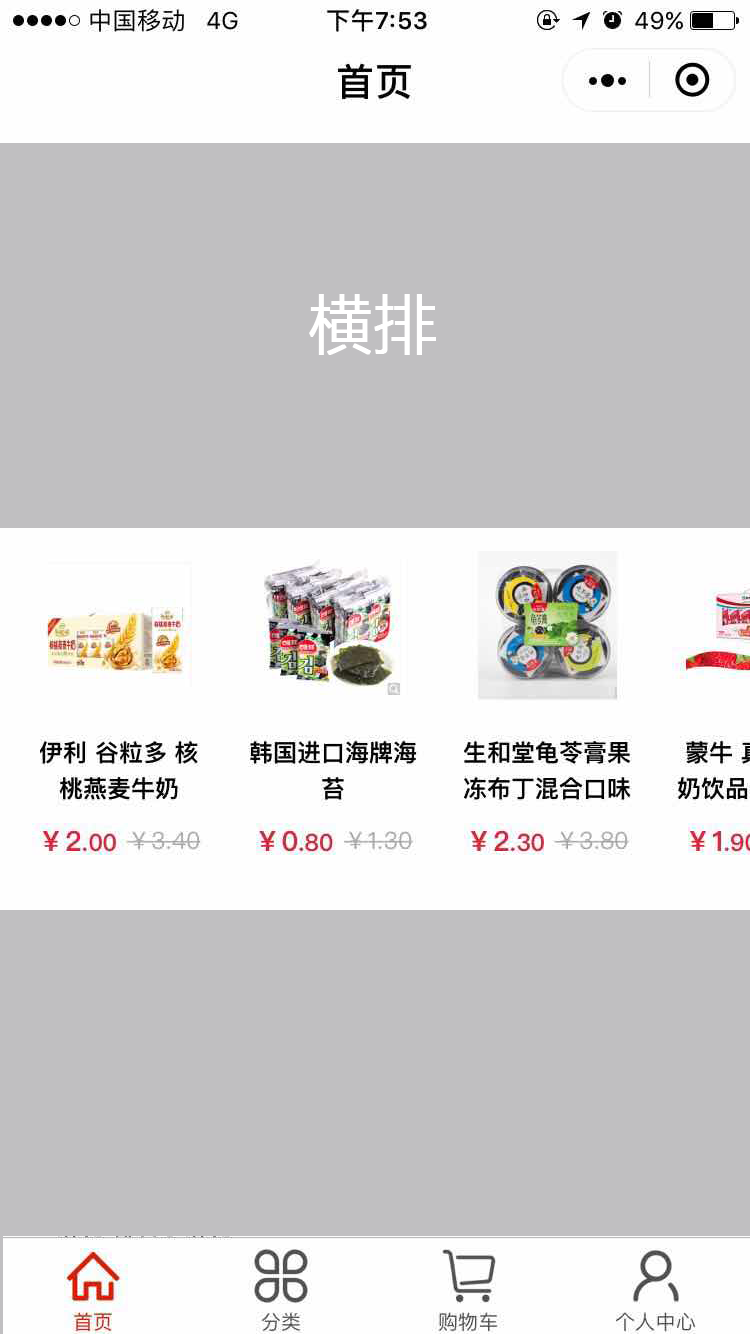 中国移动 4G 下午7:53 49%
首页
横排
伊利 谷粒多 核
桃燕麦牛奶
¥2.00 ¥3.40
韩国进口海牌海
苔
¥0.80 ¥1.30
生和堂龟苓膏果
冻布丁混合口味
¥2.30 ¥3.80
蒙牛
奶饮品
¥1.90
首页 分类 购物车 个人中心